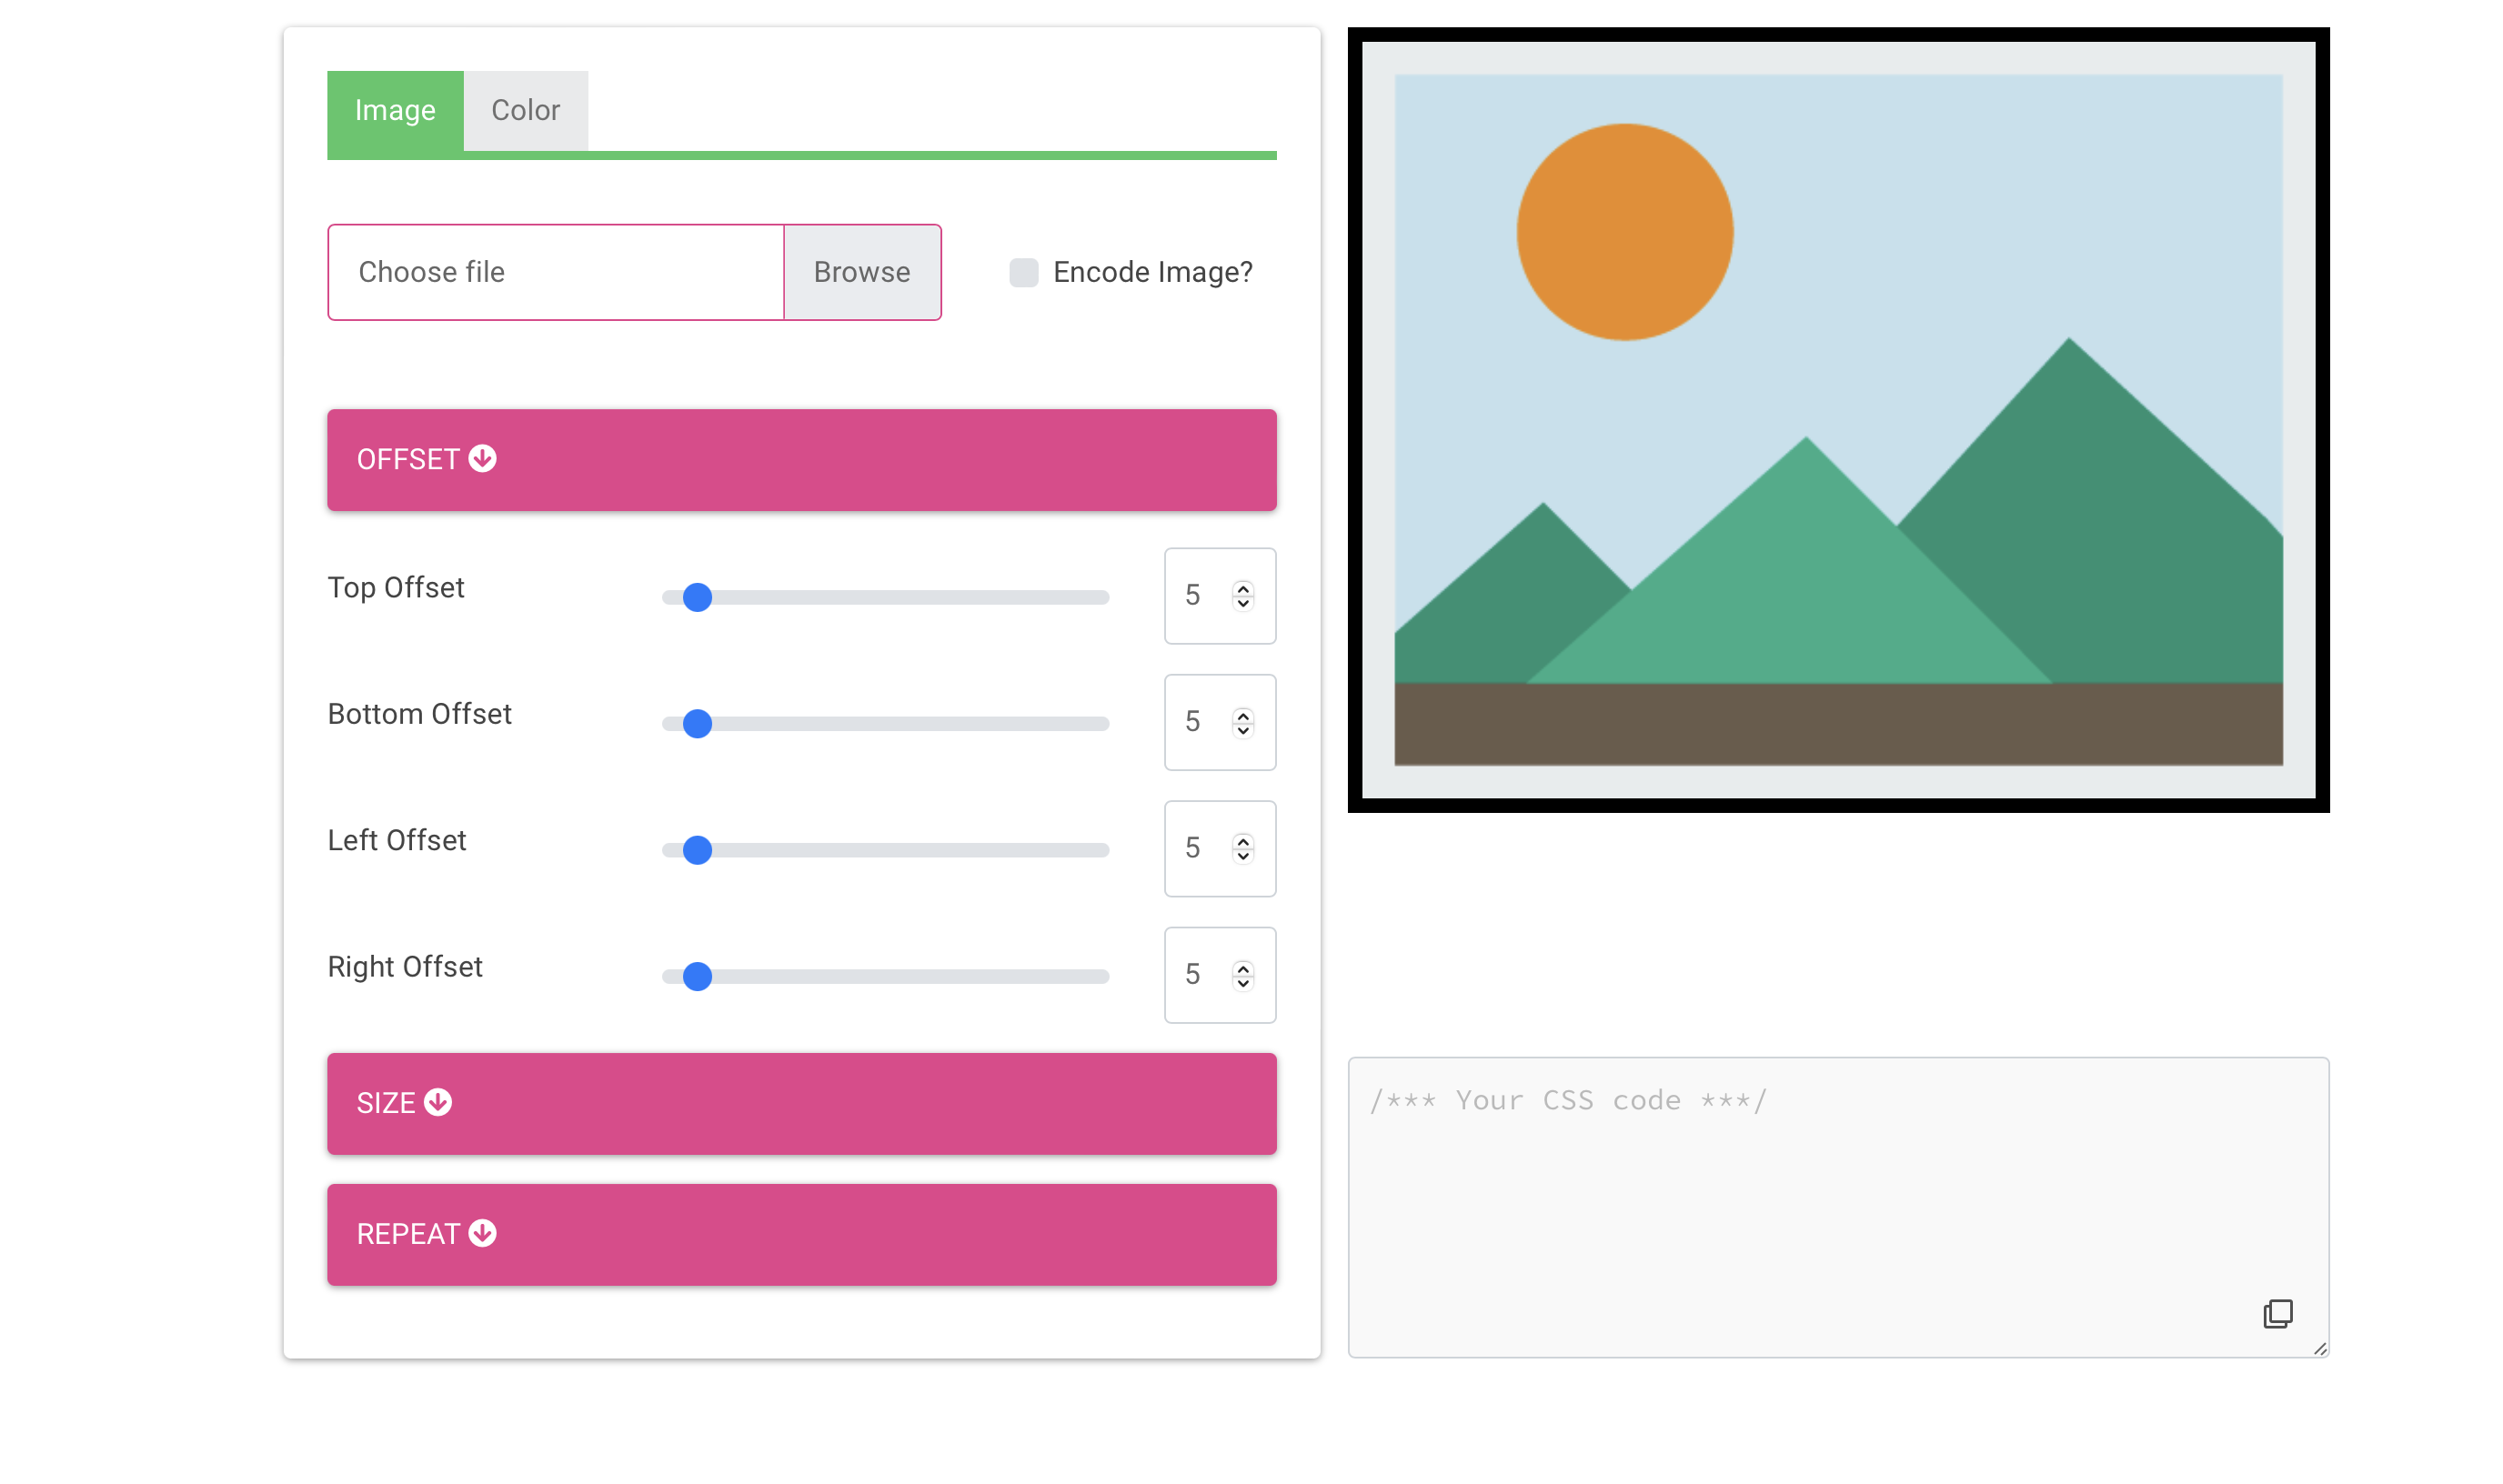 Image Color
Choose file Browse Encode Image?
OFFSET
Top Offset 5
Bottom Offset 5
Left Offset 5
Right Offset 5
SIZE
REPEAT
/*** Your CSS code ***/